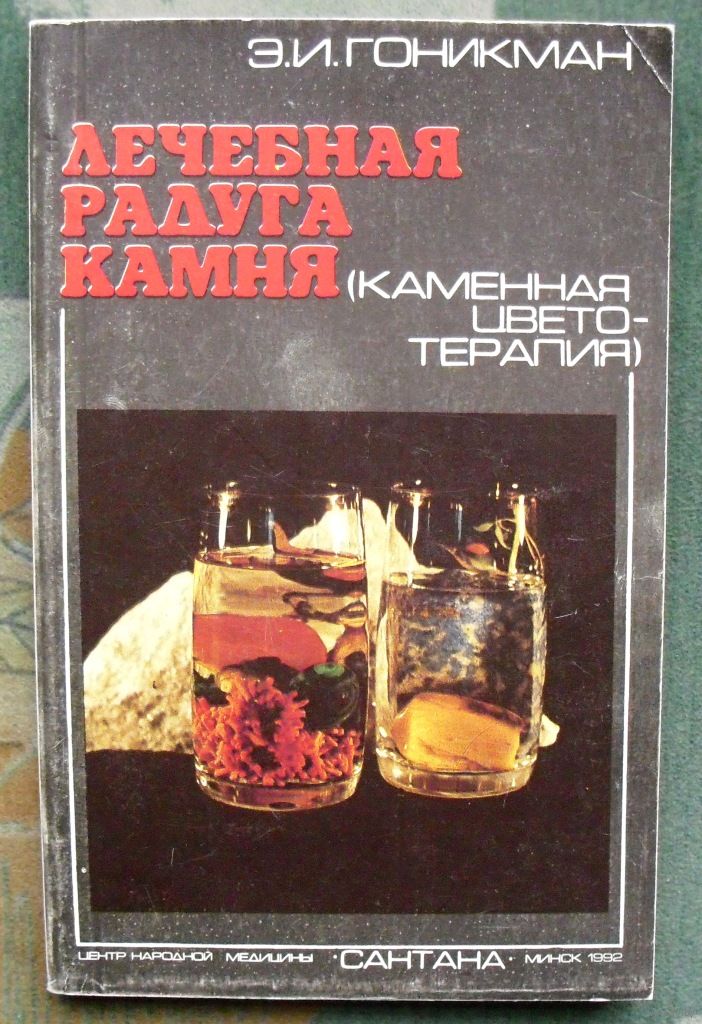 Э.И.ГОНИКМАН
ЛЕЧЕБНАЯ
РАДУГА
КАМНЯ (КАМЕННАЯ
ЦВЕТО-
ТЕРАПИЯ)
ЦЕНТР НАРОДНОЙ МЕДИЦИНЫ ·САНТАНА· МИНСК 1992